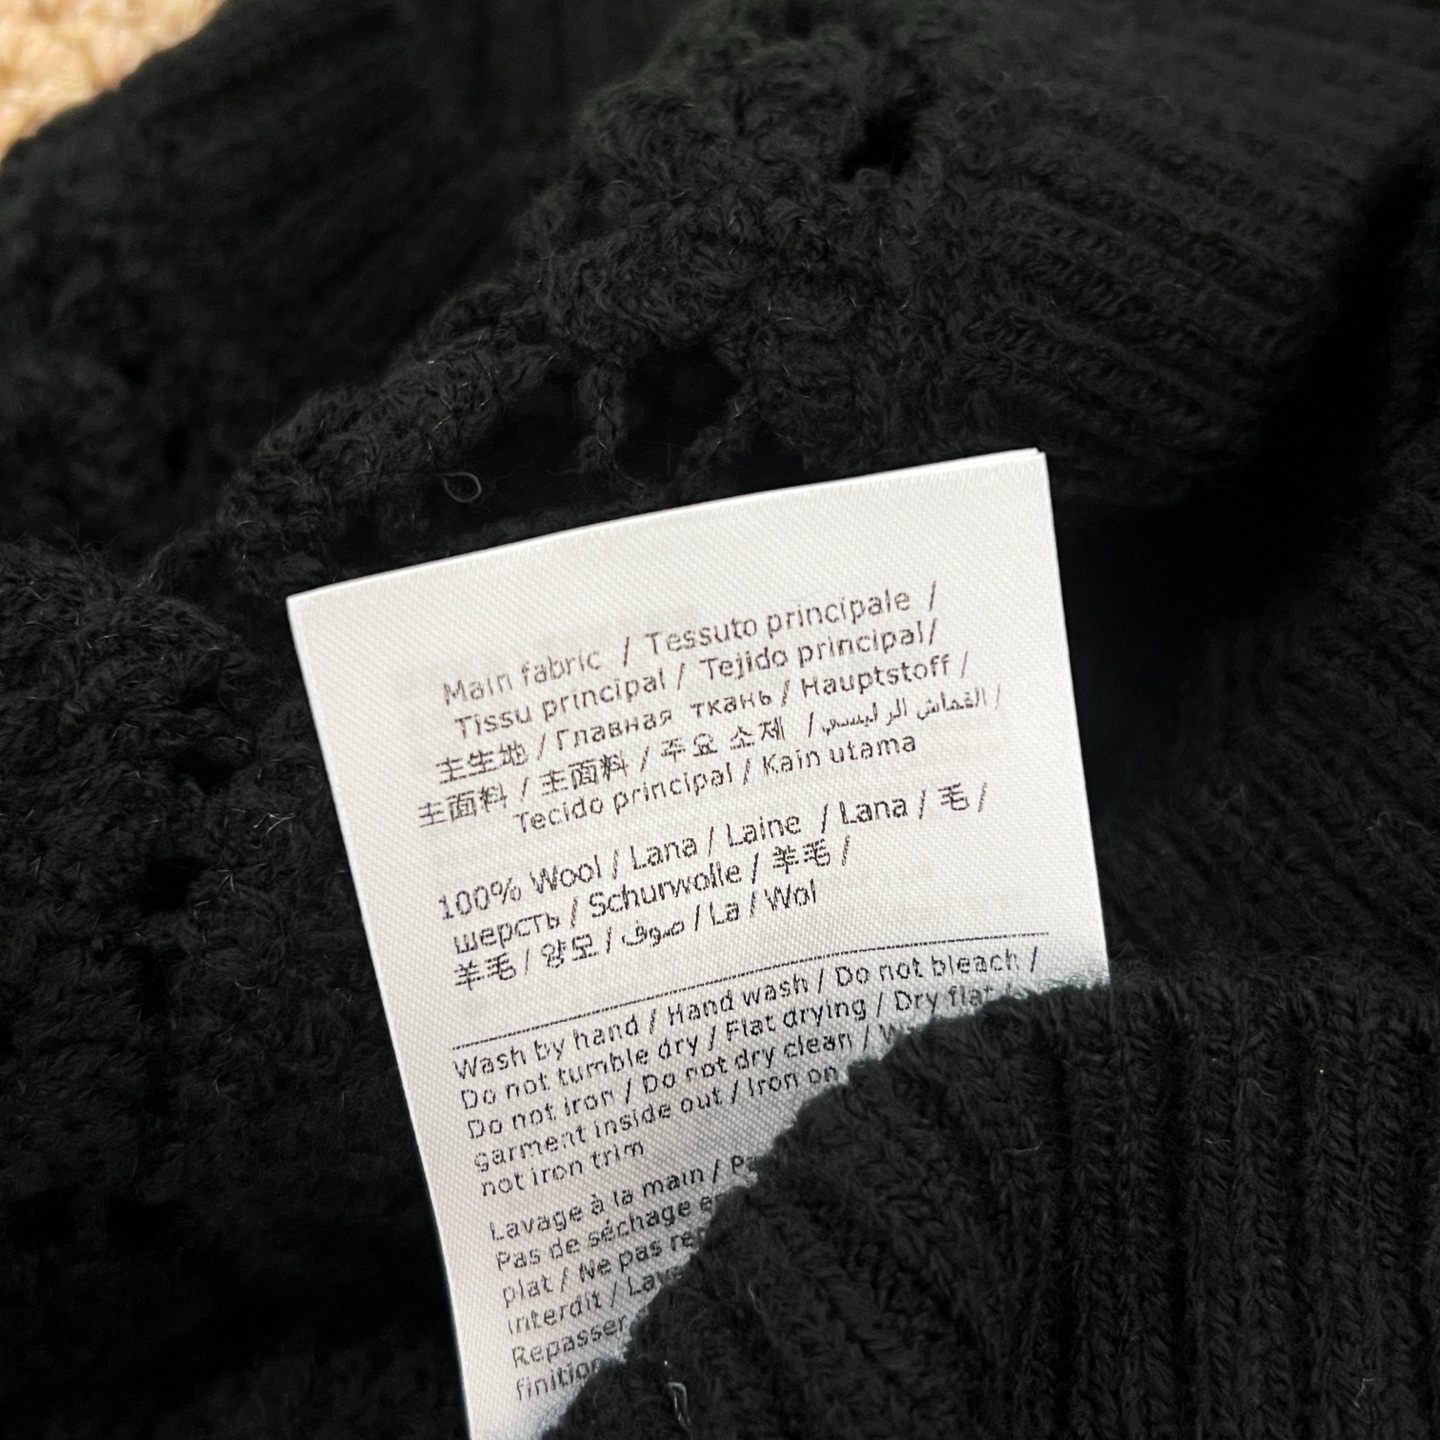 Main fabric / Tessuto principale /
Tissu principal / Tejido principal/
主生地 / Главная ткань / Hauptstoff /
主面料 / 主面料 / 주요 소재 / القماش الرئيسي /
Tecido principal / Kain utama
100% Wool / Lana / Laine / Lana / 毛 /
шерсть / Schurwolle / 羊毛 /
羊毛 / 양모 / صوف / La / Wol
Wash by hand / Hand wash / Do not bleach /
Do not tumble dry / Flat drying / Dry flat /
Do not iron / Do not dry clean /
garment inside out / Iron on
not iron trim
Lavage à la main /
Pas de séchage
plat / Ne pas
interdit /
Repasser